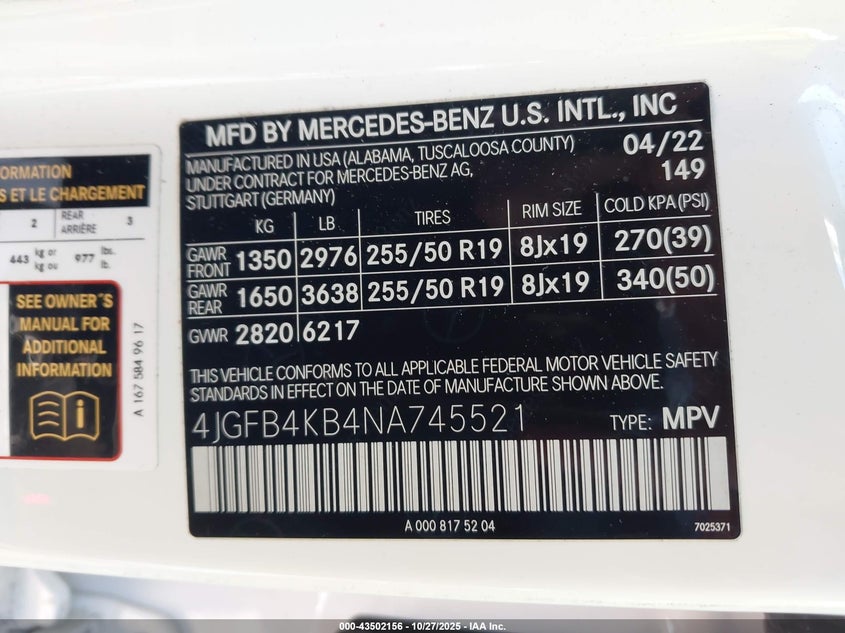 ORMATION
S ET LE CHARGEMENT
2 REAR ARRIÈRE 3
443 kg or kg ou 977 lbs. lb.
SEE OWNER'S
MANUAL FOR
ADDITIONAL
INFORMATION
A 167 584 96 17
MFD BY MERCEDES-BENZ U.S. INTL., INC
MANUFACTURED IN USA (ALABAMA, TUSCALOOSA COUNTY) 04/22
UNDER CONTRACT FOR MERCEDES-BENZ AG, 149
STUTTGART (GERMANY)
KG LB TIRES RIM SIZE COLD KPA (PSI)
GAWR FRONT 1350 2976 255/50 R19 8Jx19 270(39)
GAWR REAR 1650 3638 255/50 R19 8Jx19 340(50)
GVWR 2820 6217
THIS VEHICLE CONFORMS TO ALL APPLICABLE FEDERAL MOTOR VEHICLE SAFETY
STANDARDS IN EFFECT ON THE DATE OF MANUFACTURE SHOWN ABOVE.
4JGFB4KB4NA745521 TYPE: MPV
A 000 817 52 04
7025371
000-43502156 - 10/27/2025 - IAA Inc.